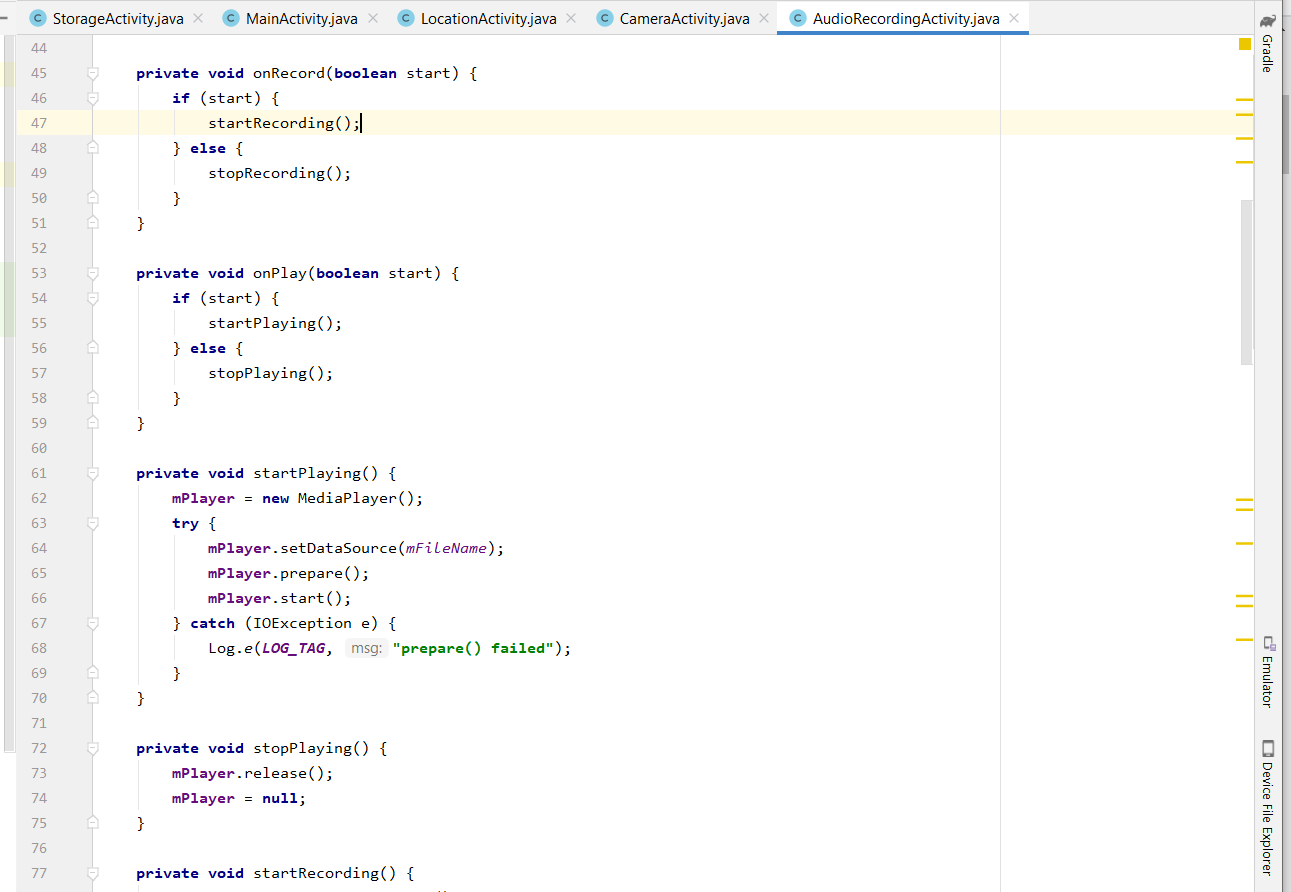 StorageActivity.java MainActivity.java LocationActivity.java CameraActivity.java AudioRecordingActivity.java
44
45 private void onRecord(boolean start) {
46 if (start) {
47 startRecording();
48 } else {
49 stopRecording();
50 }
51 }
52
53 private void onPlay(boolean start) {
54 if (start) {
55 startPlaying();
56 } else {
57 stopPlaying();
58 }
59 }
60
61 private void startPlaying() {
62 mPlayer = new MediaPlayer();
63 try {
64 mPlayer.setDataSource(mFileName);
65 mPlayer.prepare();
66 mPlayer.start();
67 } catch (IOException e) {
68 Log.e(LOG_TAG, msg: "prepare() failed");
69 }
70 }
71
72 private void stopPlaying() {
73 mPlayer.release();
74 mPlayer = null;
75 }
76
77 private void startRecording() {
Gradle
Emulator
Device File Explorer